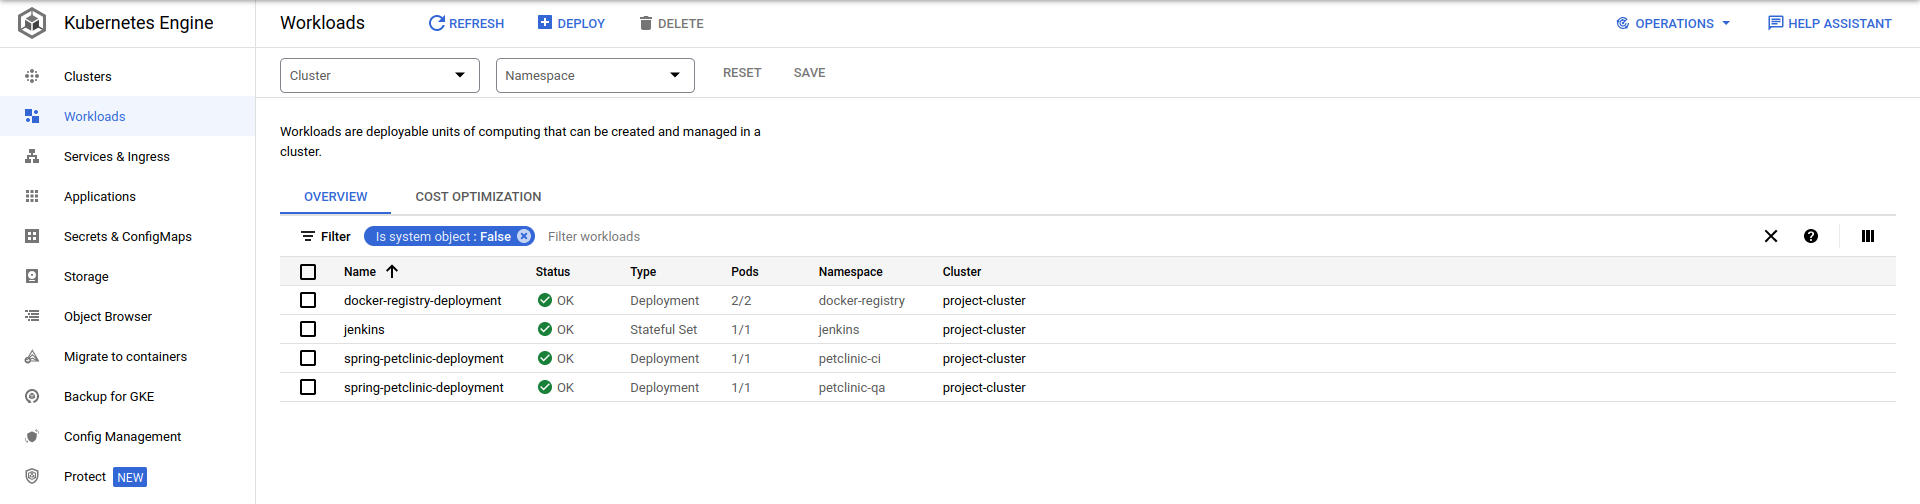 Kubernetes Engine
Workloads
REFRESH
DEPLOY
DELETE
OPERATIONS
HELP ASSISTANT
Clusters
Workloads
Services & Ingress
Applications
Secrets & ConfigMaps
Storage
Object Browser
Migrate to containers
Backup for GKE
Config Management
Protect NEW
Cluster
Namespace
RESET
SAVE
Workloads are deployable units of computing that can be created and managed in a
cluster.
OVERVIEW
COST OPTIMIZATION
Filter
Is system object : False
Filter workloads
Name Status Type Pods Namespace Cluster
docker-registry-deployment OK Deployment 2/2 docker-registry project-cluster
jenkins OK Stateful Set 1/1 jenkins project-cluster
spring-petclinic-deployment OK Deployment 1/1 petclinic-ci project-cluster
spring-petclinic-deployment OK Deployment 1/1 petclinic-qa project-cluster